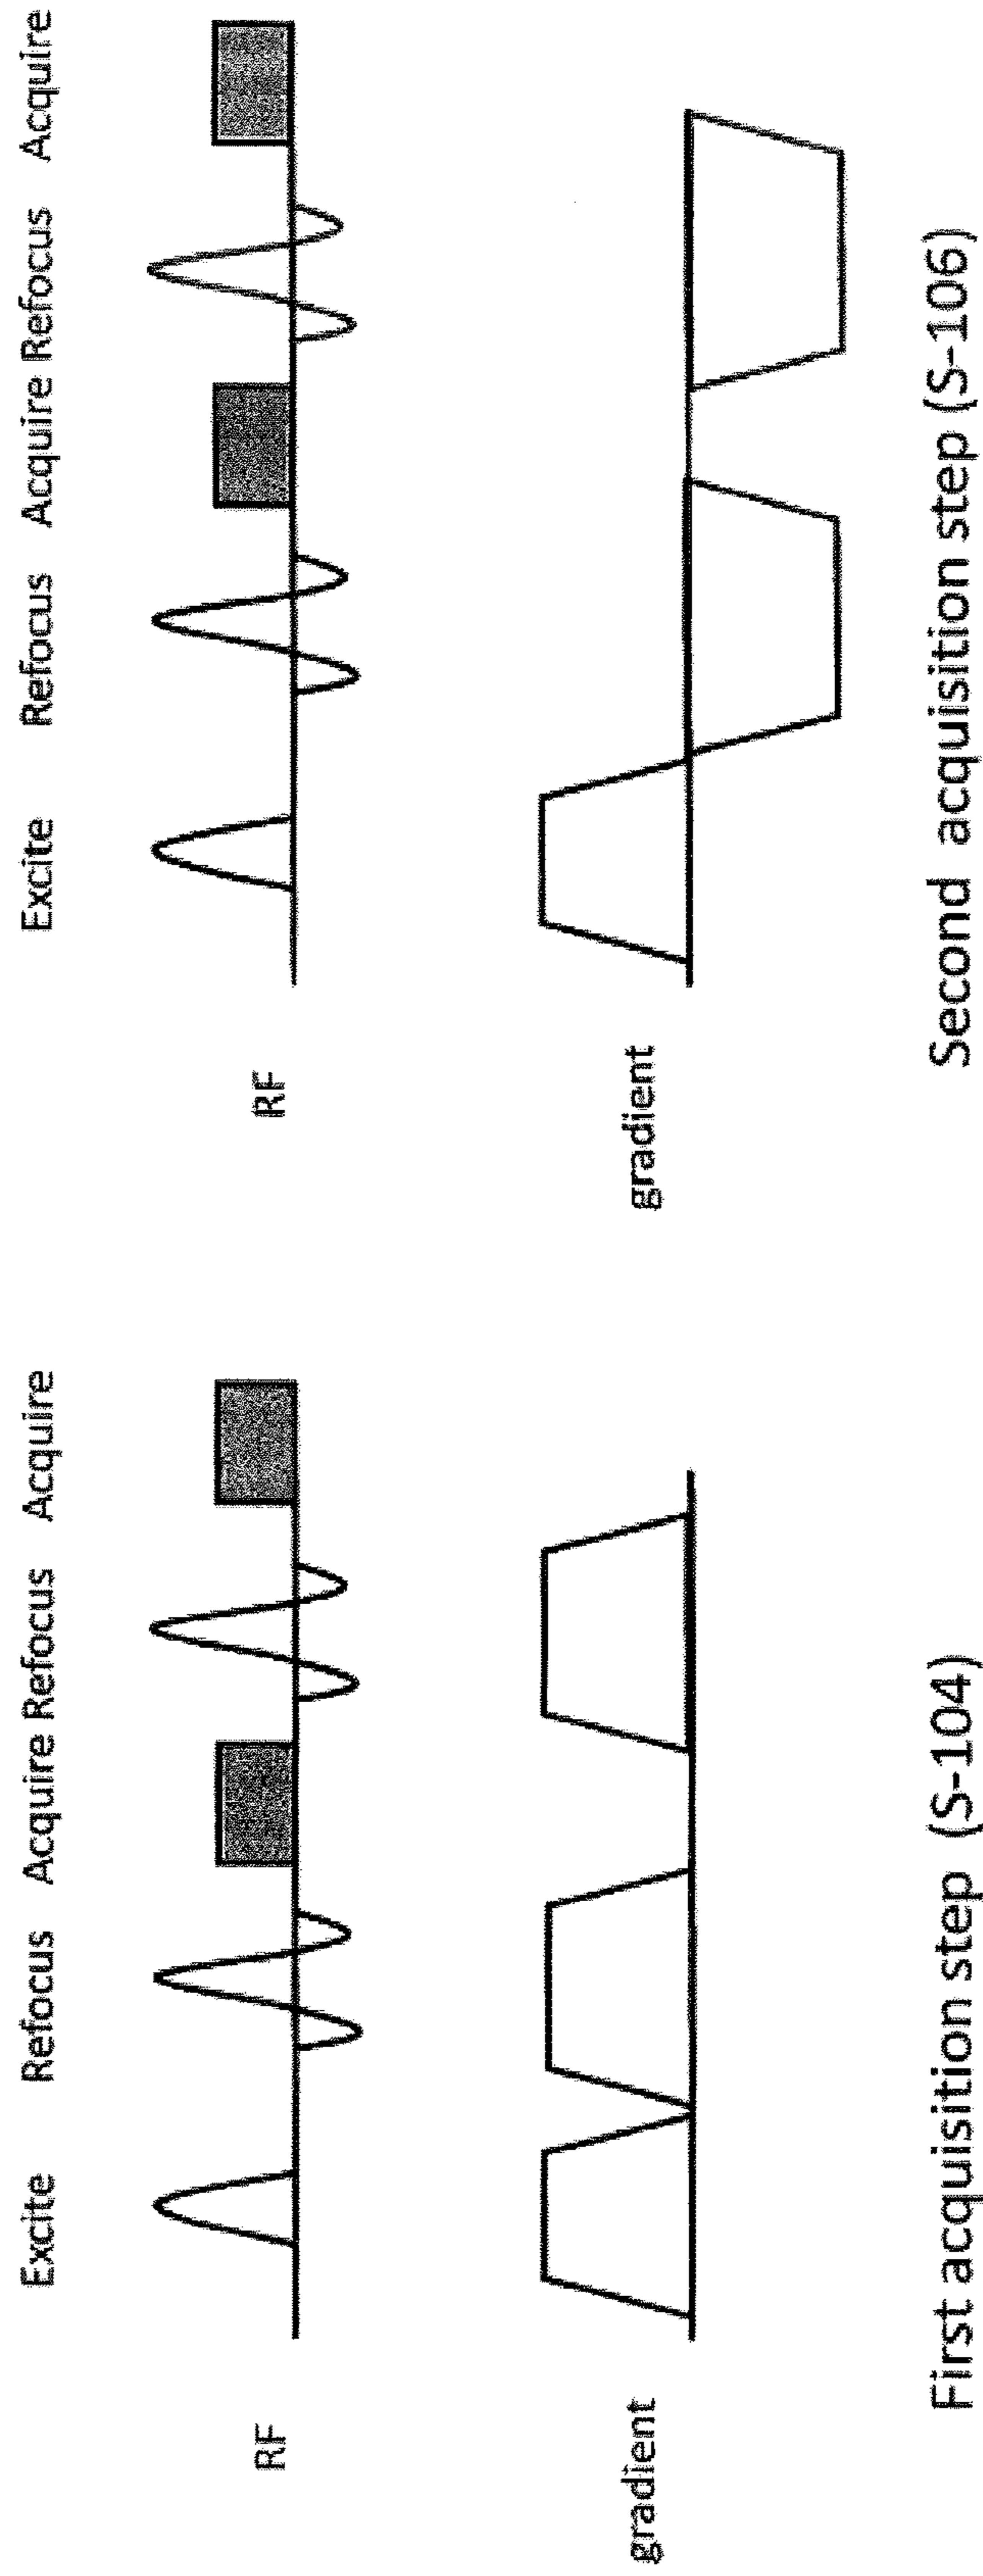 Excite Refocus Acquire Refocus Acquire
RF
gradient
First acquisition step (S-104)
Excite Refocus Acquire Refocus Acquire
RF
gradient
Second acquisition step (S-106)